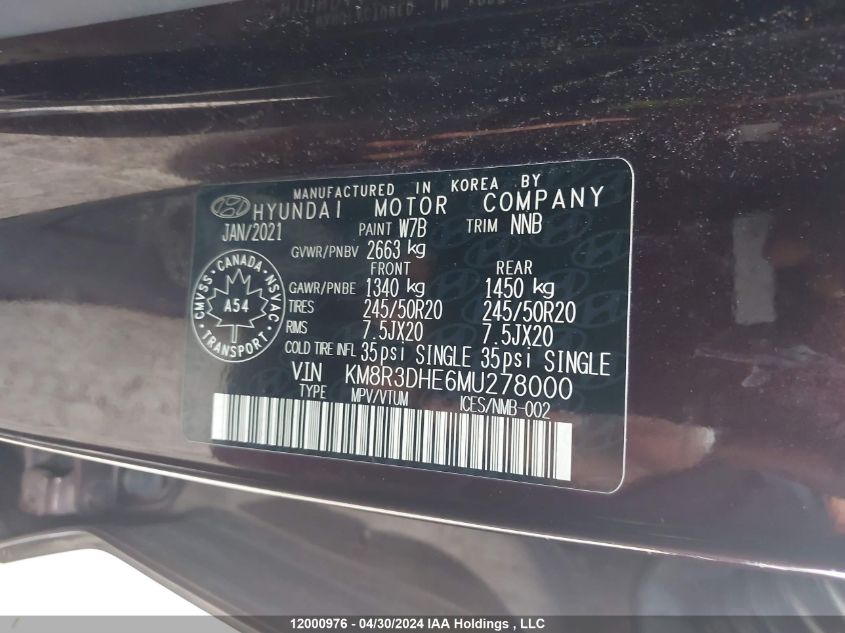 MANUFACTURED IN KOREA BY
HYUNDAI MOTOR COMPANY
JAN/2021 PAINT W7B TRIM NNB
GVWR/PNBV 2663 kg
FRONT REAR
GAWR/PNBE 1340 kg 1450 kg
TIRES 245/50R20 245/50R20
RIMS 7.5JX20 7.5JX20
COLD TIRE INFL 35psi SINGLE 35psi SINGLE
VIN KM8R3DHE6MU278000
TYPE MPV/VTUM ICES/NMB-002
CMVSS · CANADA · NSVAC
A54
TRANSPORT
12000976 - 04/30/2024 IAA Holdings , LLC